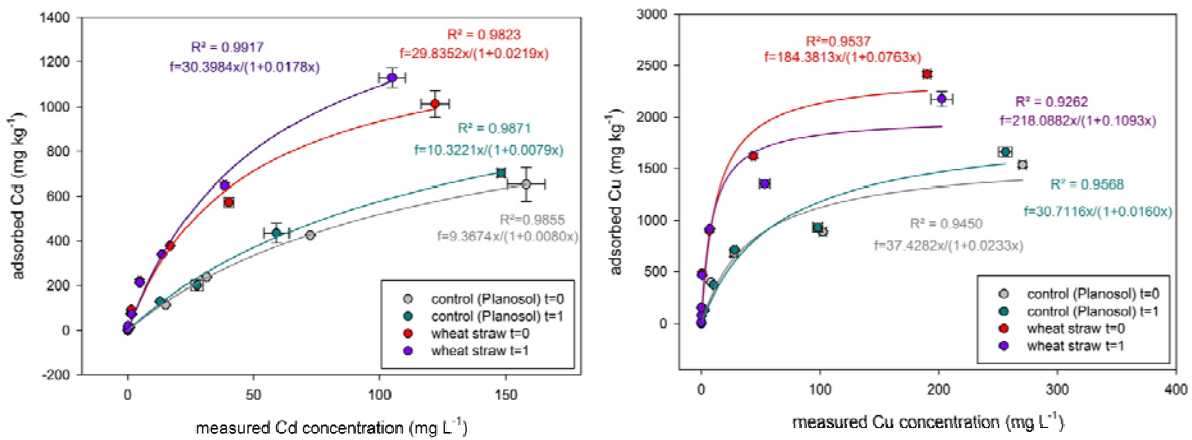 1400
1200
1000
800
600
400
200
0
-200
adsorbed Cd (mg kg⁻¹)
R² = 0.9917
f=30.3984x/(1+0.0178x)
R² = 0.9823
f=29.8352x/(1+0.0219x)
R² = 0.9871
f=10.3221x/(1+0.0079x)
R²=0.9855
f=9.3674x/(1+0.0080x)
control (Planosol) t=0
control (Planosol) t=1
wheat straw t=0
wheat straw t=1
0 50 100 150
measured Cd concentration (mg L⁻¹)
3000
2500
2000
1500
1000
500
0
adsorbed Cu (mg kg⁻¹)
R²=0.9537
f=184.3813x/(1+0.0763x)
R² = 0.9262
f=218.0882x/(1+0.1093x)
R² = 0.9568
f=30.7116x/(1+0.0160x)
R² = 0.9450
f=37.4282x/(1+0.0233x)
control (Planosol) t=0
control (Planosol) t=1
wheat straw t=0
wheat straw t=1
0 100 200 300 400
measured Cu concentration (mg L⁻¹)